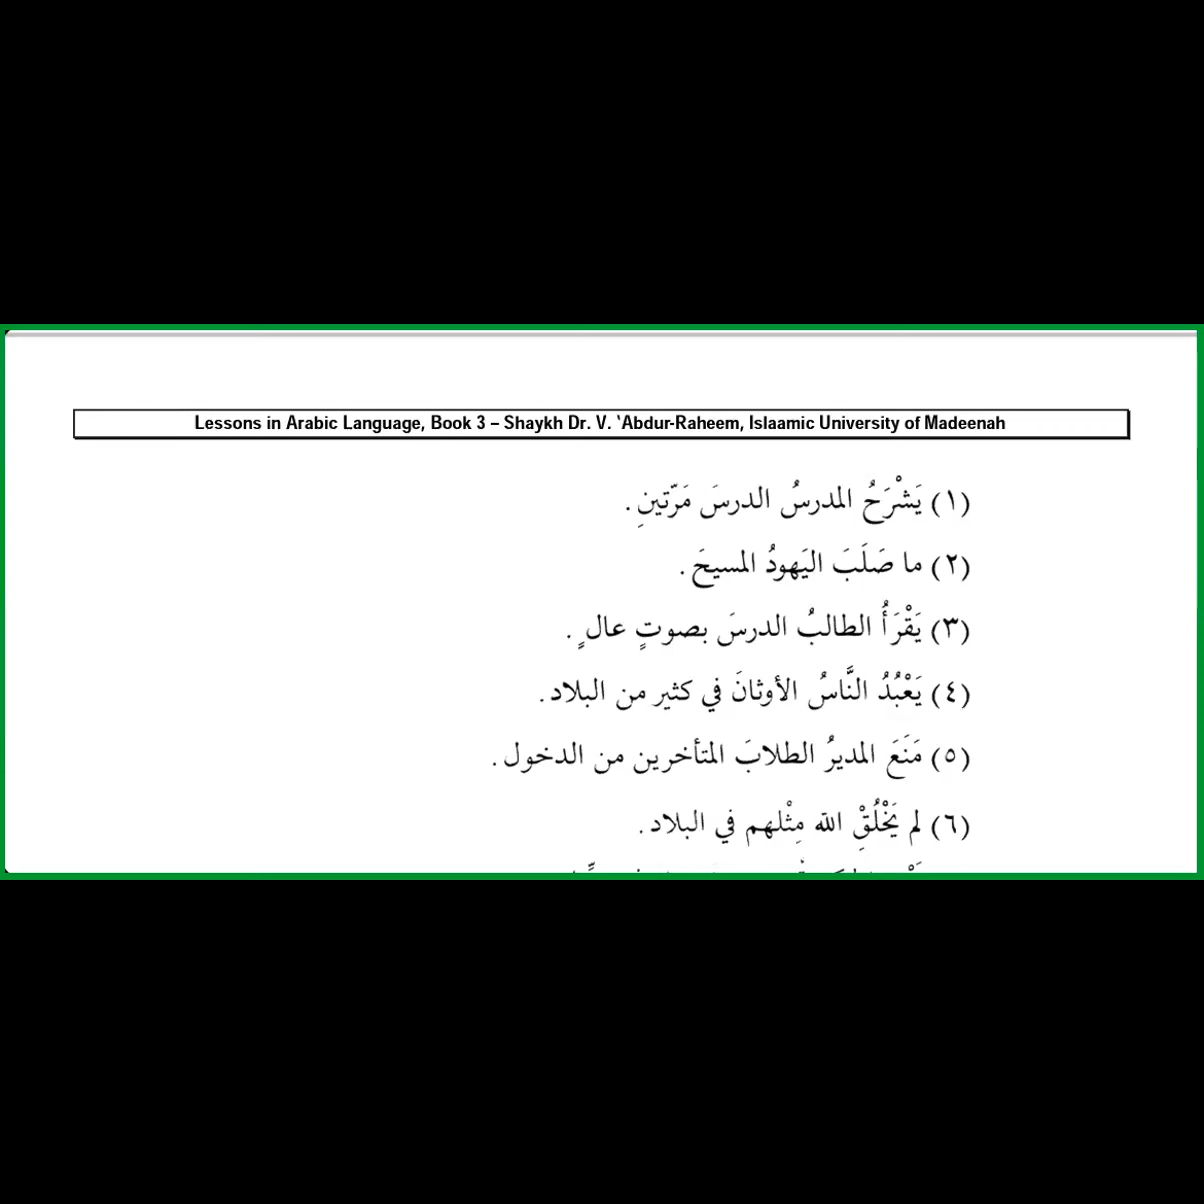 Lessons in Arabic Language, Book 3 – Shaykh Dr. V. ‛Abdur-Raheem, Islaamic University of Madeenah
(١) يَشْرَحُ المدرسُ الدرسَ مَرّتينِ .
(٢) ما صَلَبَ اليَهودُ المسيحَ .
(٣) يَقْرَأُ الطالبُ الدرسَ بصوتٍ عالٍ .
(٤) يَعْبُدُ النَّاسُ الأوثانَ في كثير من البلاد .
(٥) مَنَعَ المديرُ الطلابَ المتأخرين من الدخول .
(٦) لم يَخْلُقْ اللّه مِثْلهم في البلاد .